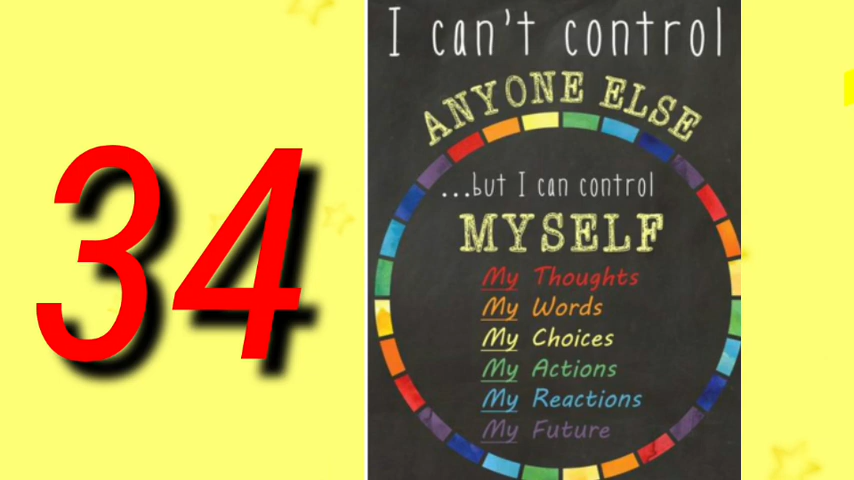 34
I can't control
ANYONE ELSE
...but I can control
MYSELF
My Thoughts
My Words
My Choices
My Actions
My Reactions
My Future